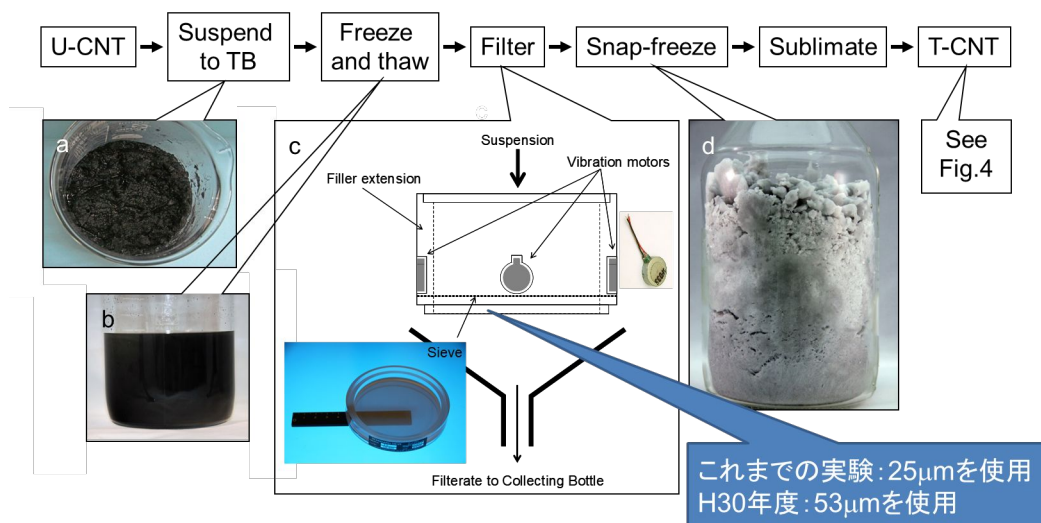 U-CNT
Suspend
to TB
Freeze
and thaw
Filter
Snap-freeze
Sublimate
T-CNT
See
Fig.4
a
b
c
Suspension
Vibration motors
Filler extension
Sieve
Filterate to Collecting Bottle
d
これまでの実験：25μmを使用
H30年度：53μmを使用